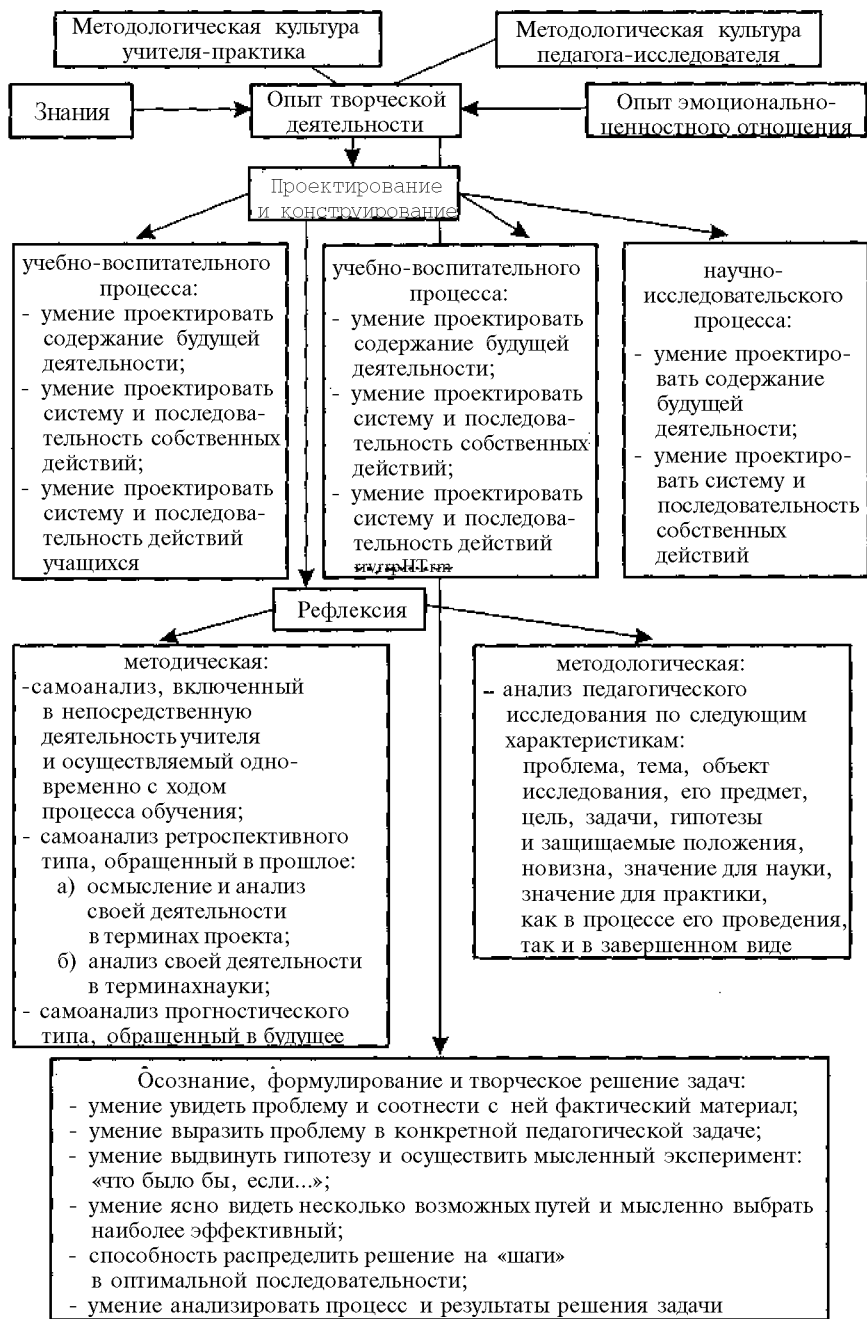 Методологическая культура
учителя-практика
Методологическая культура
педагога-исследователя
Знания
Опыт творческой
деятельности
Опыт эмоционально-
ценностного отношения
Проектирование
и конструирование
учебно-воспитательного
процесса:
- умение проектировать
содержание будущей
деятельности;
- умение проектировать
систему и последова-
тельность собственных
действий;
- умение проектировать
систему и последова-
тельность действий
учащихся
учебно-воспитательного
процесса:
- умение проектировать
содержание будущей
деятельности;
- умение проектировать
систему и последова-
тельность собственных
действий;
- умение проектировать
систему и последова-
тельность действий
научно-
исследовательского
процесса:
- умение проектиро-
вать содержание
будущей
деятельности;
- умение проектиро-
вать систему и
последовательность
собственных
действий
Рефлексия
методическая:
-самоанализ, включенный
в непосредственную
деятельность учителя
и осуществляемый одно-
временно с ходом
процесса обучения;
- самоанализ ретроспективного
типа, обращенный в прошлое:
а) осмысление и анализ
своей деятельности
в терминах проекта;
б) анализ своей деятельности
в терминахнауки;
- самоанализ прогностического
типа, обращенный в будущее
методологическая:
- анализ педагогического
исследования по следующим
характеристикам:
проблема, тема, объект
исследования, его предмет,
цель, задачи, гипотезы
и защищаемые положения,
новизна, значение для науки,
значение для практики,
как в процессе его проведения,
так и в завершенном виде
Осознание, формулирование и творческое решение задач:
- умение увидеть проблему и соотнести с ней фактический материал;
- умение выразить проблему в конкретной педагогической задаче;
- умение выдвинуть гипотезу и осуществить мысленный эксперимент:
«что было бы, если...»;
- умение ясно видеть несколько возможных путей и мысленно выбрать
наиболее эффективный;
- способность распределить решение на «шаги»
в оптимальной последовательности;
- умение анализировать процесс и результаты решения задачи